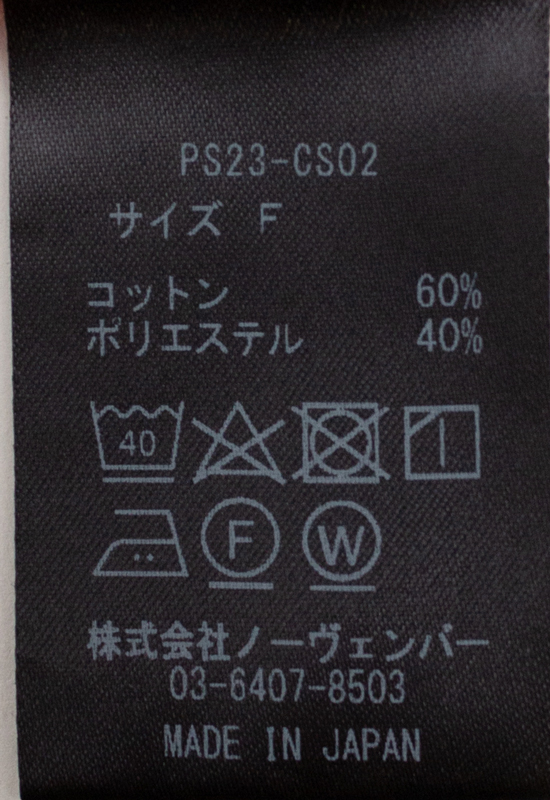 PS23-CS02
サイズ F
コットン 60%
ポリエステル 40%
40
F W
株式会社ノーヴェンバー
03-6407-8503
MADE IN JAPAN